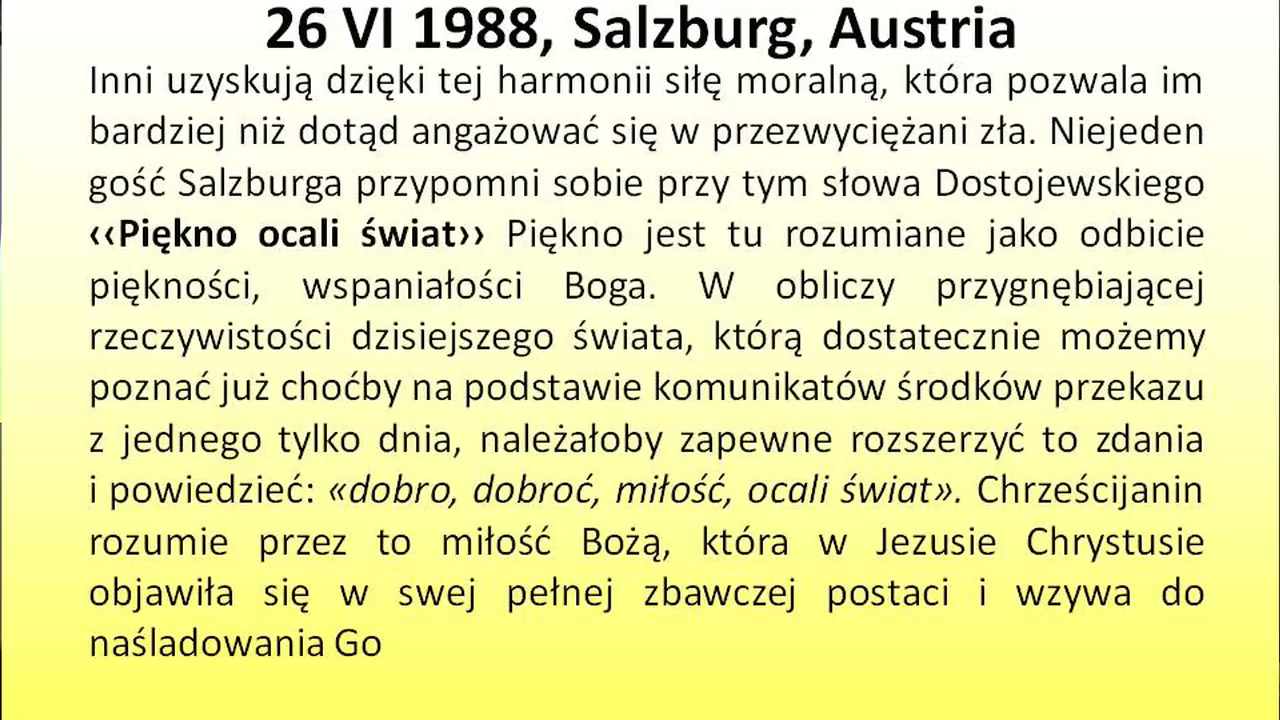 26 VI 1988, Salzburg, Austria
Inni uzyskują dzięki tej harmonii siłę moralną, która pozwala im
bardziej niż dotąd angażować się w przezwyciężani zła. Niejeden
gość Salzburga przypomni sobie przy tym słowa Dostojewskiego
‹‹Piękno ocali świat›› Piękno jest tu rozumiane jako odbicie
piękności, wspaniałości Boga. W obliczy przygnębiającej
rzeczywistości dzisiejszego świata, którą dostatecznie możemy
poznać już choćby na podstawie komunikatów środków przekazu
z jednego tylko dnia, należałoby zapewne rozszerzyć to zdania
i powiedzieć: «dobro, dobroć, miłość, ocali świat». Chrześcijanin
rozumie przez to miłość Bożą, która w Jezusie Chrystusie
objawiła się w swej pełnej zbawczej postaci i wzywa do
naśladowania Go